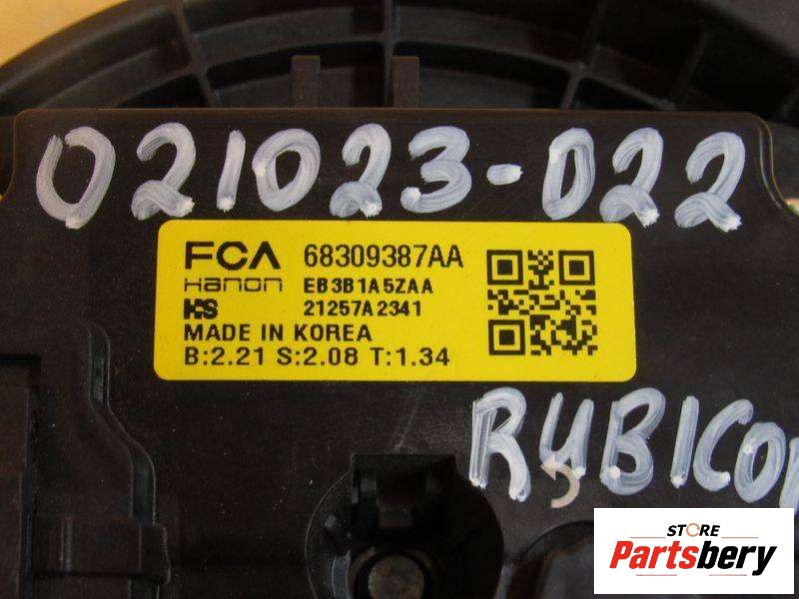 021023-022
FCA 68309387AA
Hanon EB3B1A5ZAA
HS 21257A2341
MADE IN KOREA
B:2.21 S:2.08 T:1.34
RUBICON
STORE
Partsbery